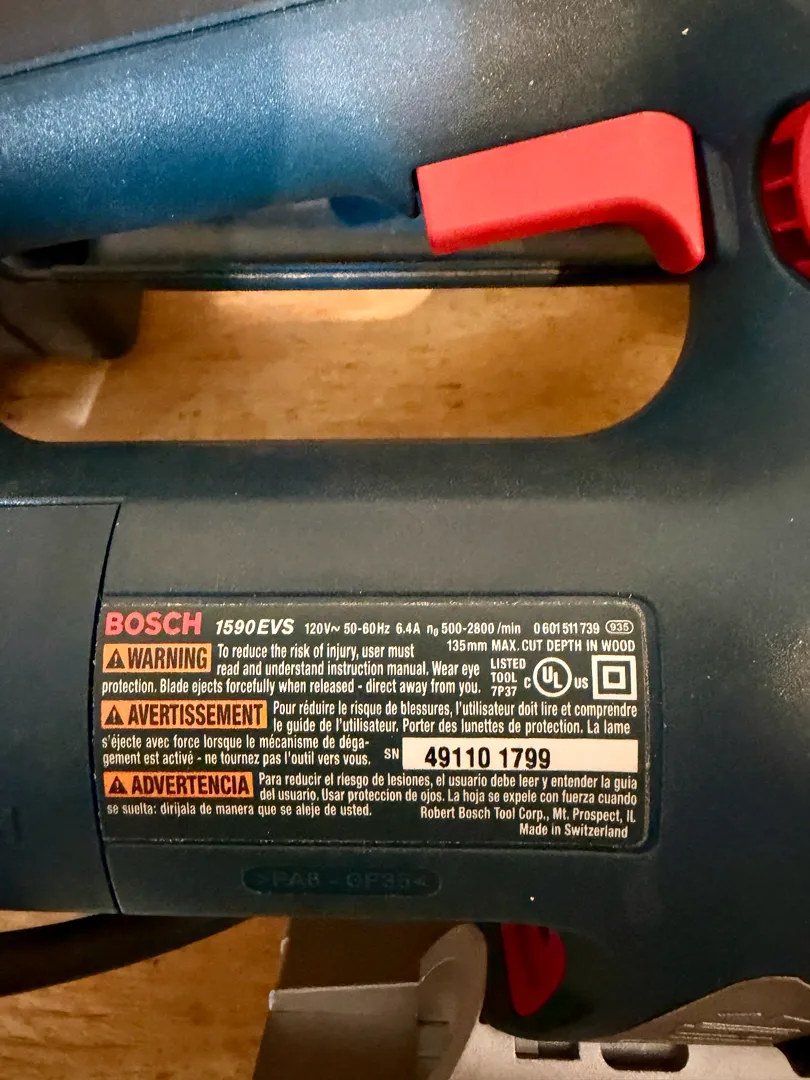 BOSCH 1590EVS 120V~ 50-60Hz 6.4A n₀ 500-2800 /min 0 601 511 739 935
135mm MAX. CUT DEPTH IN WOOD
⚠WARNING To reduce the risk of injury, user must
read and understand instruction manual. Wear eye
protection. Blade ejects forcefully when released - direct away from you.
LISTED
TOOL
7P37
C UL US
⚠AVERTISSEMENT Pour réduire le risque de blessures, l'utilisateur doit lire et comprendre
le guide de l'utilisateur. Porter des lunettes de protection. La lame
s'éjecte avec force lorsque le mécanisme de déga-
gement est activé - ne tournez pas l'outil vers vous.
SN 49110 1799
⚠ADVERTENCIA Para reducir el riesgo de lesiones, el usuario debe leer y entender la guia
del usuario. Usar proteccion de ojos. La hoja se expele con fuerza cuando
se suelta: dirijala de manera que se aleje de usted.
Robert Bosch Tool Corp., Mt. Prospect, IL
Made in Switzerland
>PA6 - GF35<